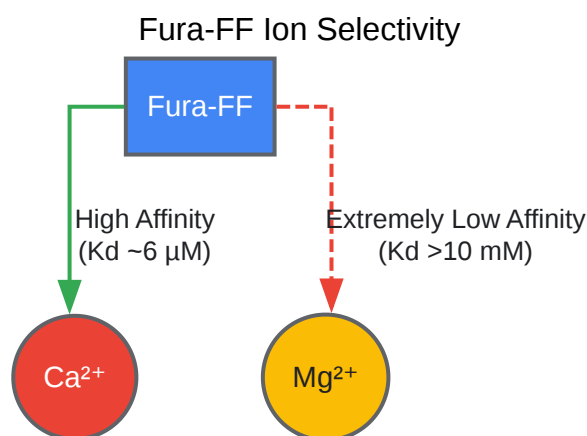 Fura-FF Ion Selectivity
Fura-FF
High Affinity
(Kd ~6 µM)
Extremely Low Affinity
(Kd >10 mM)
Ca²⁺
Mg²⁺